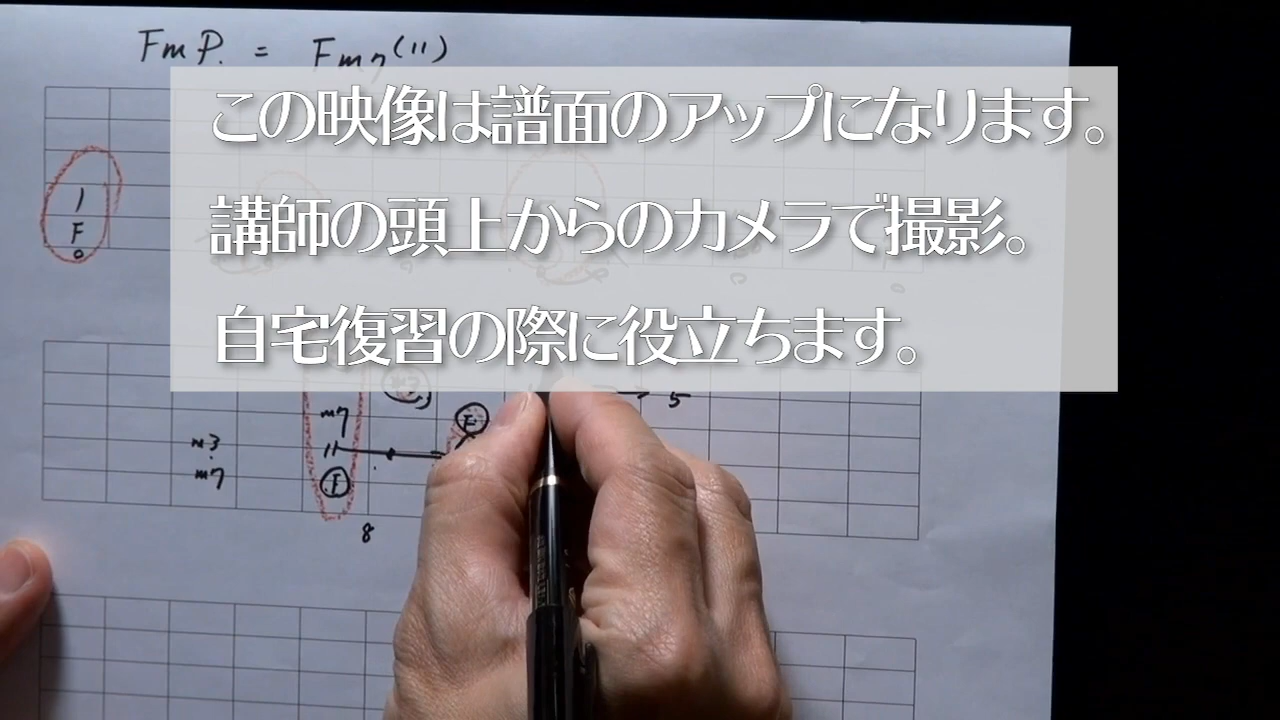 FmP. = Fm7(11)
この映像は譜面のアップになります。
講師の頭上からのカメラで撮影。
自宅復習の際に役立ちます。
1
F
m7
F
5
m3
11
m7
F
8